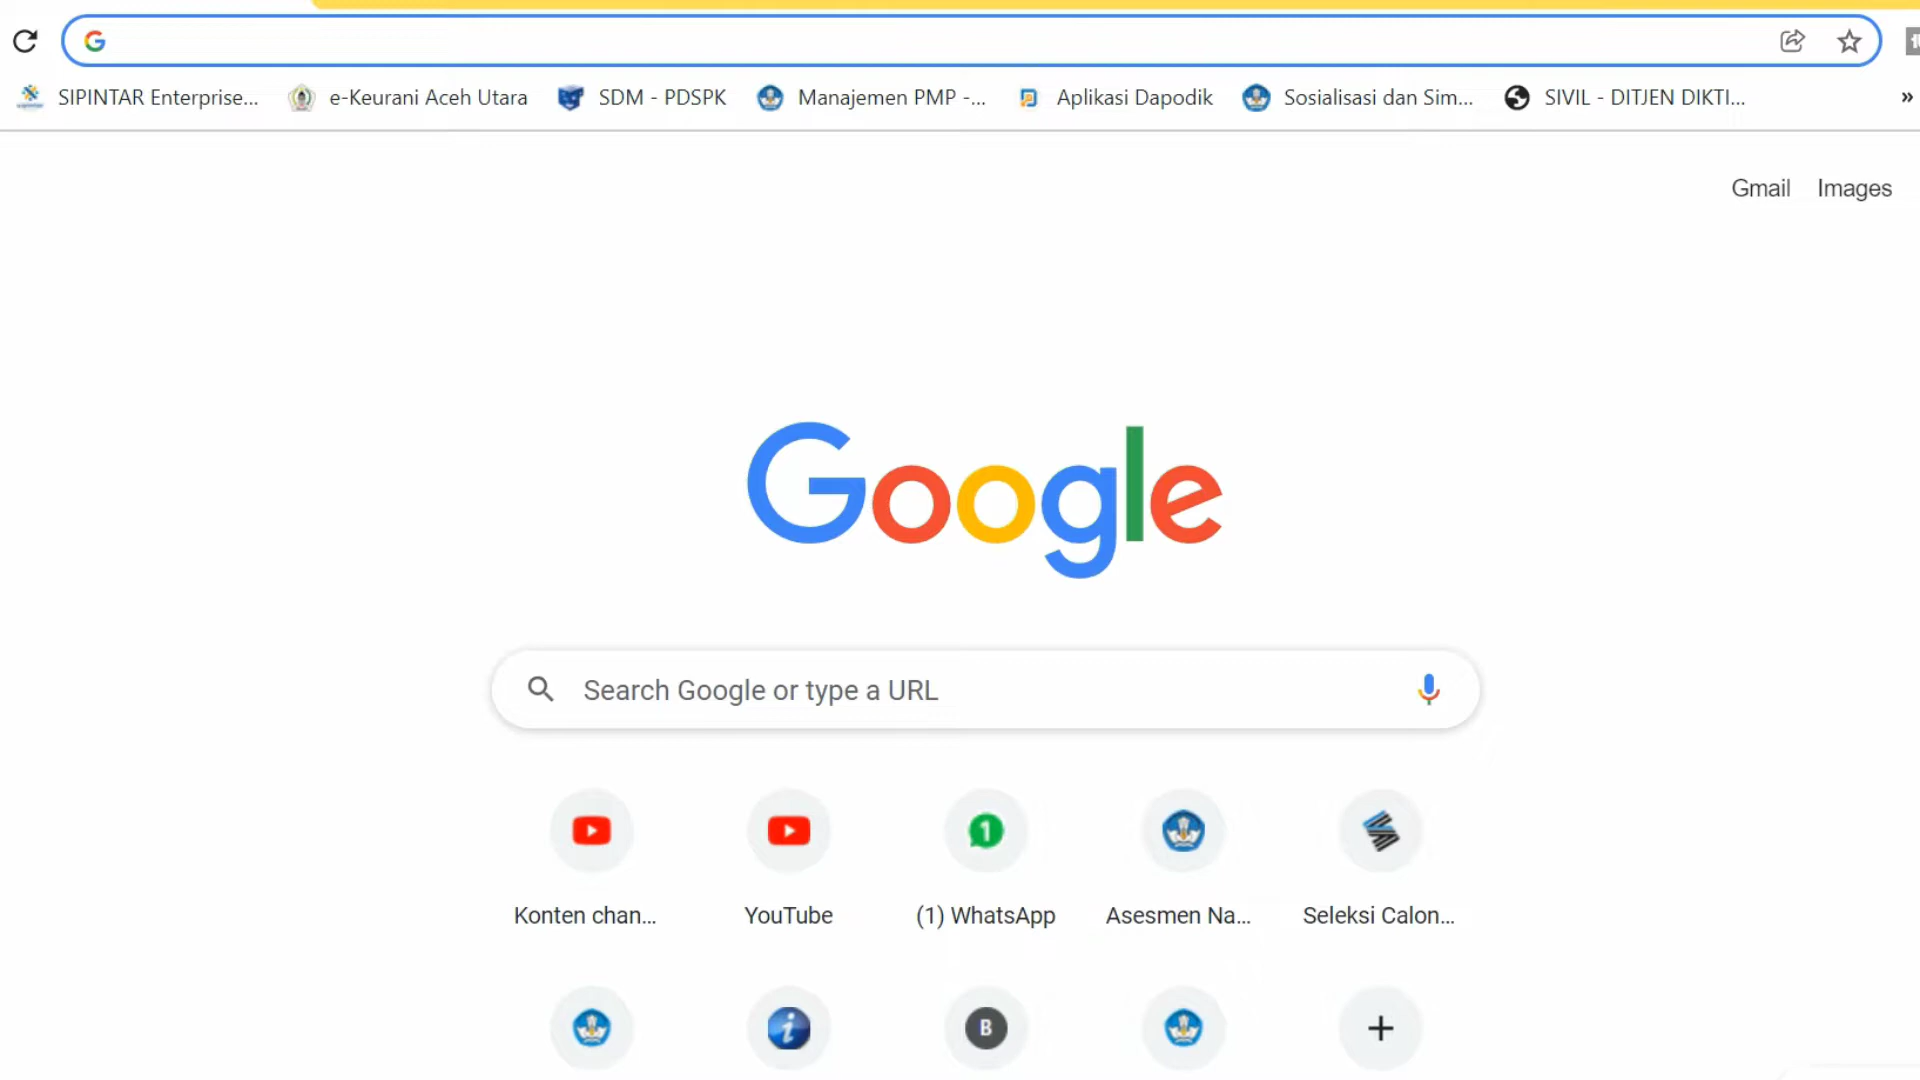 SIPINTAR Enterprise...
e-Keurani Aceh Utara
SDM - PDSPK
Manajemen PMP -...
Aplikasi Dapodik
Sosialisasi dan Sim...
SIVIL - DITJEN DIKTI...
»
Gmail
Images
Google
Search Google or type a URL
Konten chan...
YouTube
(1) WhatsApp
Asesmen Na...
Seleksi Calon...
B